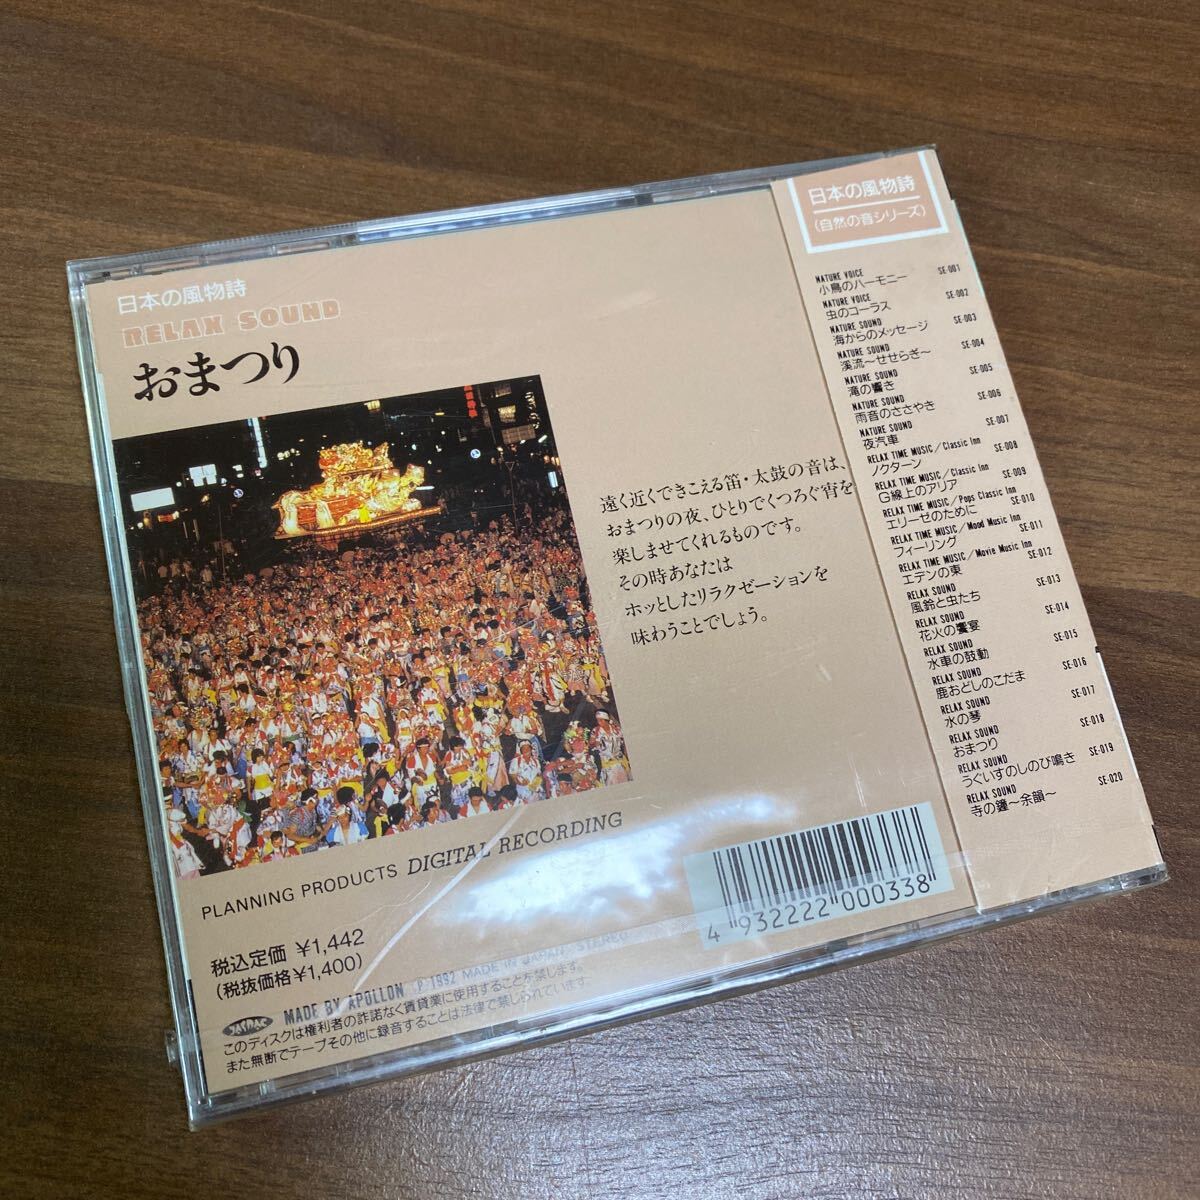 日本の風物詩
RELAX SOUND
おまつり
遠く近くできこえる笛・太鼓の音は、
おまつりの夜、ひとりでくつろぐ宵を
楽しませてくれるものです。
その時あなたは
ホッとしたリラクゼーションを
味わうことでしょう。
PLANNING PRODUCTS DIGITAL RECORDING
税込定価 ¥1,442
(税抜価格¥1,400)
JASRAC
MADE BY APOLLON Ⓟ 1992 MADE IN JAPAN STEREO
このディスクは権利者の許諾なく賃貸業に使用することを禁じます。
また無断でテープその他に録音することは法律で禁じられています。
4 932222 000338
日本の風物詩
(自然の音シリーズ)
NATURE VOICE SE-001
小鳥のハーモニー
NATURE VOICE SE-002
虫のコーラス
NATURE SOUND SE-003
海からのメッセージ
NATURE SOUND SE-004
渓流〜せせらぎ〜
NATURE SOUND SE-005
滝の響き
NATURE SOUND SE-006
雨音のささやき
NATURE SOUND SE-007
夜汽車
RELAX TIME MUSIC/Classic Inn SE-008
ノクターン
RELAX TIME MUSIC/Classic Inn SE-009
G線上のアリア
RELAX TIME MUSIC/Pops Classic Inn SE-010
エリーゼのために
RELAX TIME MUSIC/Mood Music Inn SE-011
フィーリング
RELAX TIME MUSIC/Movie Music Inn SE-012
エデンの東
RELAX SOUND SE-013
風鈴と虫たち
RELAX SOUND SE-014
花火の饗宴
RELAX SOUND SE-015
水車の鼓動
RELAX SOUND SE-016
鹿おどしのこだま
RELAX SOUND SE-017
水の琴
RELAX SOUND SE-018
おまつり
RELAX SOUND SE-019
うぐいすのしのび鳴き
RELAX SOUND SE-020
寺の鐘〜余韻〜